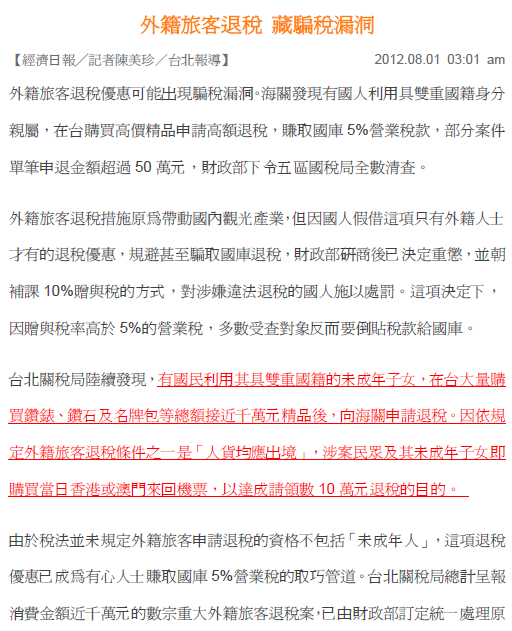 外籍旅客退稅 藏騙稅漏洞
【經濟日報╱記者陳美珍╱台北報導】 2012.08.01 03:01 am
外籍旅客退稅優惠可能出現騙稅漏洞。海關發現有國人利用具雙重國籍身分
親屬，在台購買高價精品申請高額退稅，賺取國庫 5%營業稅款，部分案件
單筆申退金額超過 50 萬元，財政部下令五區國稅局全數清查。
外籍旅客退稅措施原為帶動國內觀光產業，但因國人假借這項只有外籍人士
才有的退稅優惠，規避甚至騙取國庫退稅，財政部研商後已決定重懲，並朝
補課 10%贈與稅的方式，對涉嫌違法退稅的國人施以處罰。這項決定下，
因贈與稅率高於 5%的營業稅，多數受查對象反而要倒貼稅款給國庫。
台北關稅局陸續發現，有國民利用其具雙重國籍的未成年子女，在台大量購
買鑽錶、鑽石及名牌包等總額接近千萬元精品後，向海關申請退稅。因依規
定外籍旅客退稅條件之一是「人貨均應出境」，涉案民眾及其未成年子女即
購買當日香港或澳門來回機票，以達成請領數 10 萬元退稅的目的。
由於稅法並未規定外籍旅客申請退稅的資格不包括「未成年人」，這項退稅
優惠已成為有心人士賺取國庫 5%營業稅的取巧管道。台北關稅局總計呈報
消費金額近千萬元的數宗重大外籍旅客退稅案，已由財政部訂定統一處理原